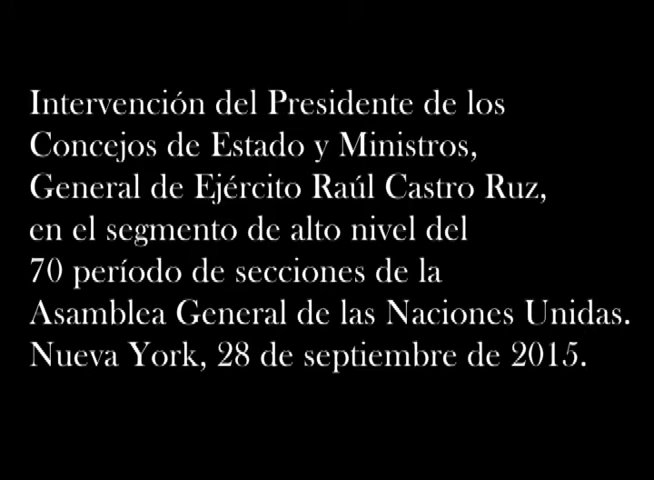 Intervención del Presidente de los
Concejos de Estado y Ministros,
General de Ejército Raúl Castro Ruz,
en el segmento de alto nivel del
70 período de secciones de la
Asamblea General de las Naciones Unidas.
Nueva York, 28 de septiembre de 2015.